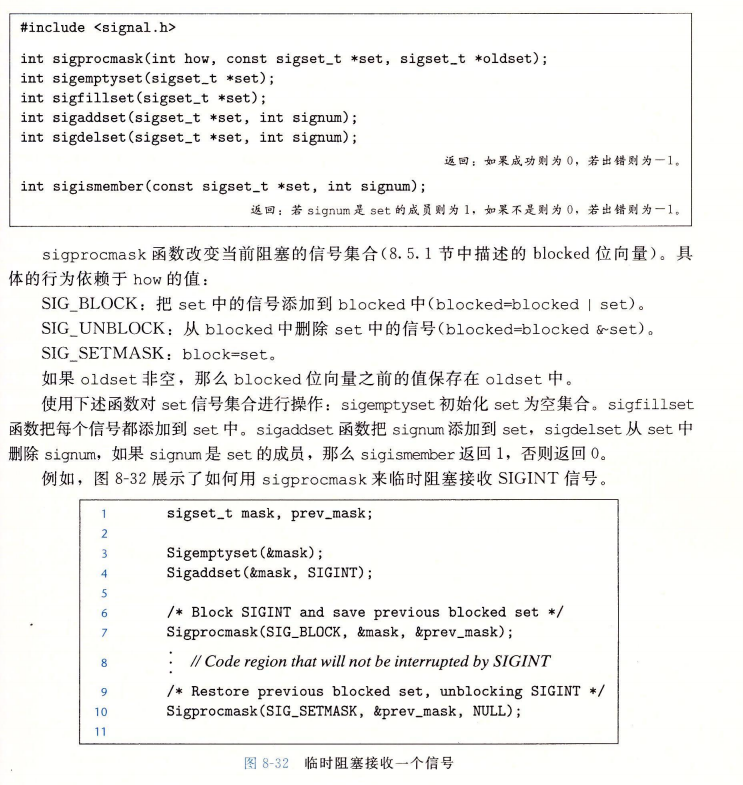 #include <signal.h>
int sigprocmask(int how, const sigset_t *set, sigset_t *oldset);
int sigemptyset(sigset_t *set);
int sigfillset(sigset_t *set);
int sigaddset(sigset_t *set, int signum);
int sigdelset(sigset_t *set, int signum);
返回：如果成功则为 0，若出错则为－1。
int sigismember(const sigset_t *set, int signum);
返回：若 signum 是 set 的成员则为 1，如果不是则为 0，若出错则为－1。
sigprocmask 函数改变当前阻塞的信号集合(8.5.1 节中描述的 blocked 位向量)。具
体的行为依赖于 how 的值：
SIG_BLOCK：把 set 中的信号添加到 blocked 中(blocked=blocked | set)。
SIG_UNBLOCK：从 blocked 中删除 set 中的信号(blocked=blocked &~set)。
SIG_SETMASK：block=set。
如果 oldset 非空，那么 blocked 位向量之前的值保存在 oldset 中。
使用下述函数对 set 信号集合进行操作：sigemptyset 初始化 set 为空集合。sigfillset
函数把每个信号都添加到 set 中。sigaddset 函数把 signum 添加到 set，sigdelset 从 set 中
删除 signum，如果 signum 是 set 的成员，那么 sigismember 返回 1，否则返回 0。
例如，图 8-32 展示了如何用 sigprocmask 来临时阻塞接收 SIGINT 信号。
1 sigset_t mask, prev_mask;
2
3 Sigemptyset(&mask);
4 Sigaddset(&mask, SIGINT);
5
6 /* Block SIGINT and save previous blocked set */
7 Sigprocmask(SIG_BLOCK, &mask, &prev_mask);
8 ⋮ // Code region that will not be interrupted by SIGINT
9 /* Restore previous blocked set, unblocking SIGINT */
10 Sigprocmask(SIG_SETMASK, &prev_mask, NULL);
11
图 8-32 临时阻塞接收一个信号